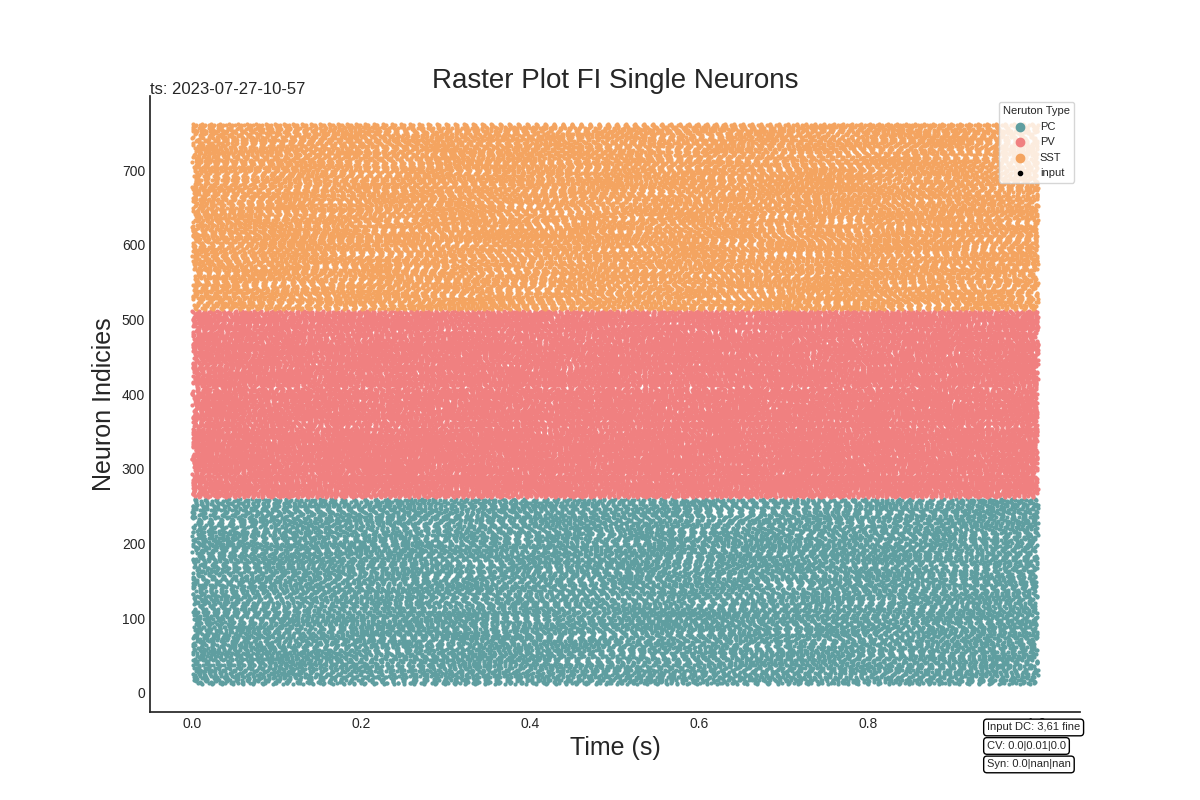 Raster Plot FI Single Neurons
ts: 2023-07-27-10-57
Neruton Type
PC
PV
SST
input
Neuron Indicies
700
600
500
400
300
200
100
0
0.0 0.2 0.4 0.6 0.8
Time (s)
Input DC: 3,61 fine
CV: 0.0|0.01|0.0
Syn: 0.0|nan|nan